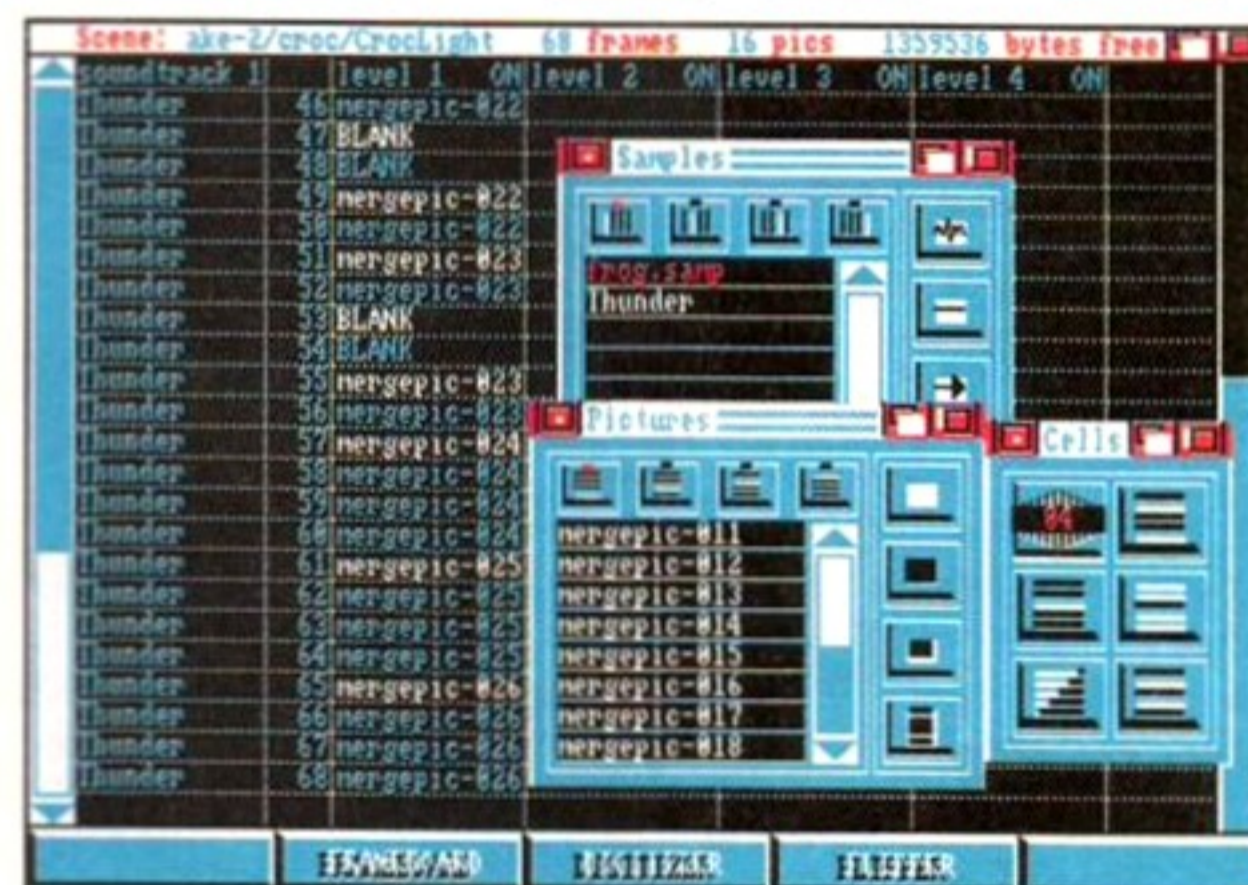 Scene: ake-2/croc/CrocLight 68 frames 16 pics 1359536 bytes free
soundtrack 1 level 1 ON level 2 ON level 3 ON level 4 ON
Thunder 46 mergepic-022
Thunder 47 BLANK
Thunder 48 BLANK
Thunder 49 mergepic-022
Thunder 50 mergepic-022
Thunder 51 mergepic-023
Thunder 52 mergepic-023
Thunder 53 BLANK
Thunder 54 BLANK
Thunder 55 mergepic-023
Thunder 56 mergepic-023
Thunder 57 mergepic-024
Thunder 58 mergepic-024
Thunder 59 mergepic-024
Thunder 60 mergepic-024
Thunder 61 mergepic-025
Thunder 62 mergepic-025
Thunder 63 mergepic-025
Thunder 64 mergepic-025
Thunder 65 mergepic-026
Thunder 66 mergepic-026
Thunder 67 mergepic-026
Thunder 68 mergepic-026
Samples
frog.samp
Thunder
Pictures
mergepic-011
mergepic-012
mergepic-013
mergepic-014
mergepic-015
mergepic-016
mergepic-017
mergepic-018
Cells
04
FRAMEBOARD DIGITIZER FLIPPER